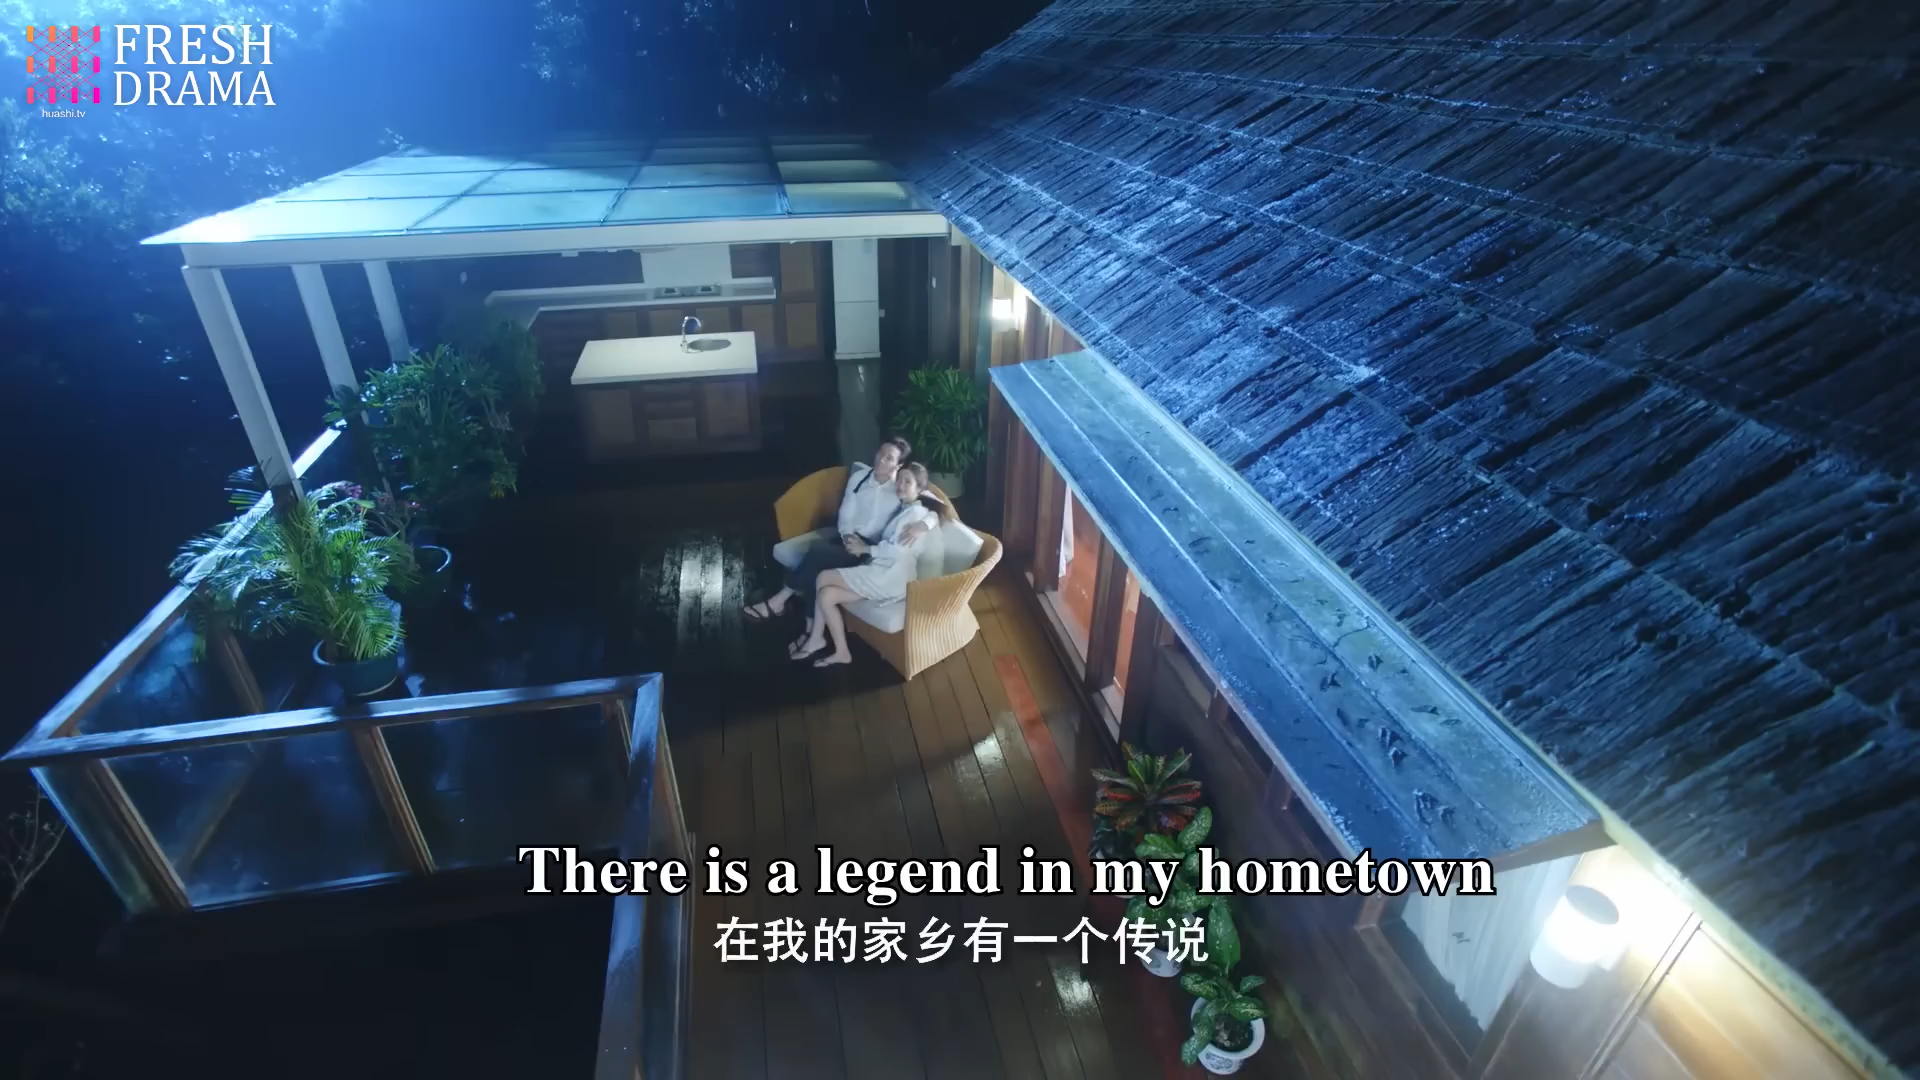 FRESH
DRAMA
huashi.tv
There is a legend in my hometown
在我的家乡有一个传说